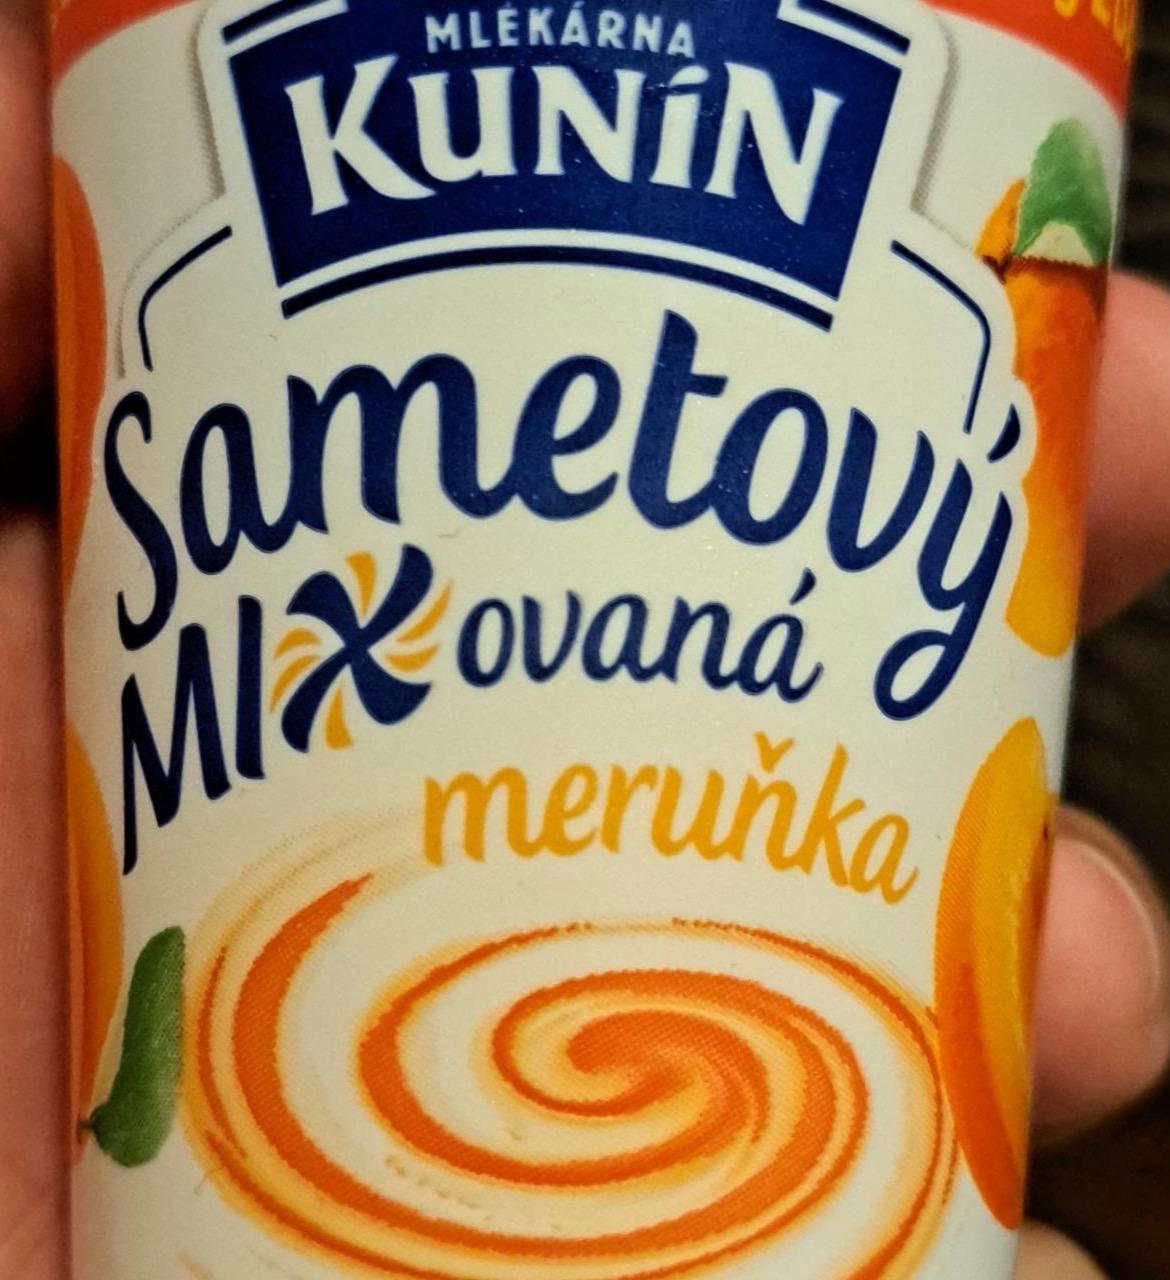 MLÉKÁRNA
KUNÍN
Sametový
MIXovaná
meruňka